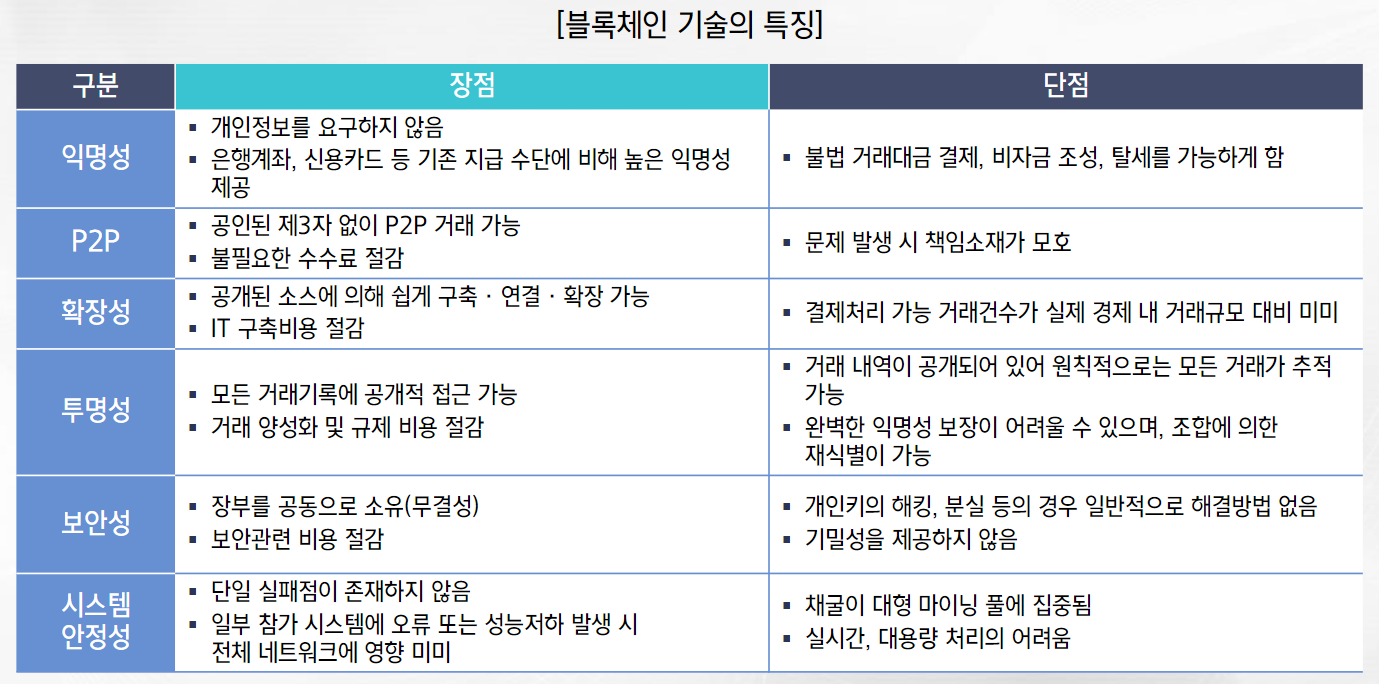 [블록체인 기술의 특징]
구분
장점
단점
익명성
▪ 개인정보를 요구하지 않음
▪ 은행계좌, 신용카드 등 기존 지급 수단에 비해 높은 익명성
제공
▪ 불법 거래대금 결제, 비자금 조성, 탈세를 가능하게 함
P2P
▪ 공인된 제3자 없이 P2P 거래 가능
▪ 불필요한 수수료 절감
▪ 문제 발생 시 책임소재가 모호
확장성
▪ 공개된 소스에 의해 쉽게 구축 · 연결 · 확장 가능
▪ IT 구축비용 절감
▪ 결제처리 가능 거래건수가 실제 경제 내 거래규모 대비 미미
투명성
▪ 모든 거래기록에 공개적 접근 가능
▪ 거래 양성화 및 규제 비용 절감
▪ 거래 내역이 공개되어 있어 원칙적으로는 모든 거래가 추적
가능
▪ 완벽한 익명성 보장이 어려울 수 있으며, 조합에 의한
재식별이 가능
보안성
▪ 장부를 공동으로 소유(무결성)
▪ 보안관련 비용 절감
▪ 개인키의 해킹, 분실 등의 경우 일반적으로 해결방법 없음
▪ 기밀성을 제공하지 않음
시스템
안정성
▪ 단일 실패점이 존재하지 않음
▪ 일부 참가 시스템에 오류 또는 성능저하 발생 시
전체 네트워크에 영향 미미
▪ 채굴이 대형 마이닝 풀에 집중됨
▪ 실시간, 대용량 처리의 어려움